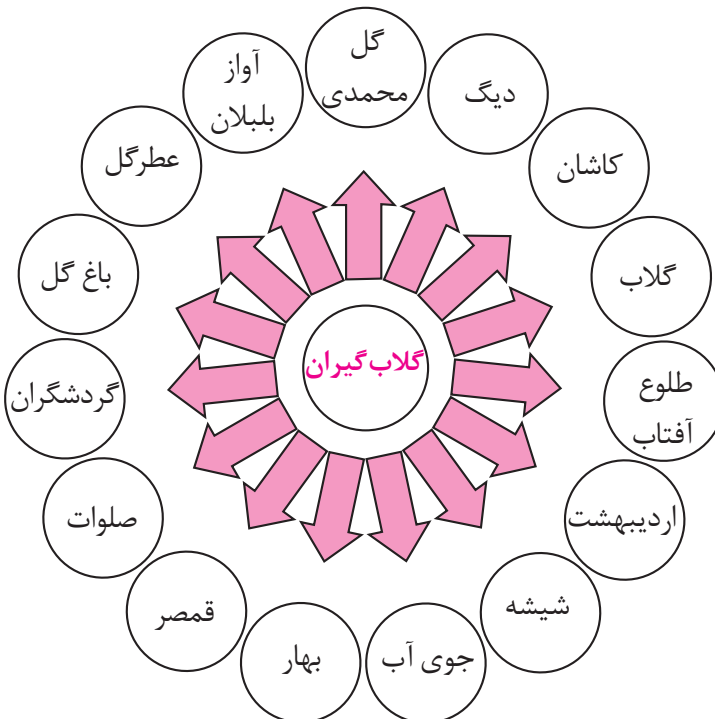 گلاب‌گیران
گل
محمدی
دیگ
کاشان
گلاب
طلوع
آفتاب
اردیبهشت
شیشه
جوی آب
بهار
قمصر
صلوات
گردشگران
باغ گل
عطرگل
آواز
بلبلان